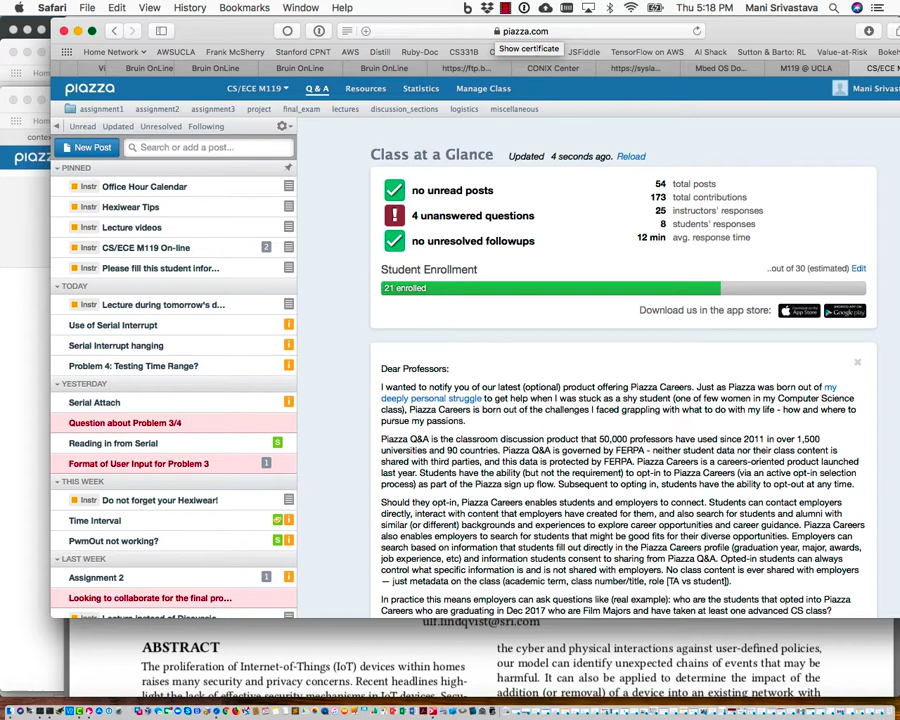 Safari File Edit View History Bookmarks Window Help Thu 5:18 PM Mani Srivastava
piazza.com
Home Network AWSUCLA Frank McSherry Stanford CPNT AWS Distill Ruby-Doc CS331B JSFiddle TensorFlow on AWS AI Shack Sutton & Barto: RL Value-at-Risk Bokeh
Show certificate
Bruin OnLine Bruin OnLine Bruin OnLine Bruin OnLine https://ftp.b... CONIX Center https://sysla... Mbed OS Do... M119 @ UCLA CS/ECE M
piazza CS/ECE M119 Q & A Resources Statistics Manage Class Mani Srivas
assignment1 assignment2 assignment3 project final_exam lectures discussion_sections logistics miscellaneous
Unread Updated Unresolved Following
New Post Search or add a post...
PINNED
Instr Office Hour Calendar
Instr Hexiwear Tips
Instr Lecture videos
Instr CS/ECE M119 On-line 2
Instr Please fill this student infor...
TODAY
Instr Lecture during tomorrow's d...
Use of Serial Interrupt i
Serial Interrupt hanging i
Problem 4: Testing Time Range? i
YESTERDAY
Serial Attach i
Question about Problem 3/4
Reading in from Serial S
Format of User Input for Problem 3 1
THIS WEEK
Instr Do not forget your Hexiwear!
Time Interval i
PwmOut not working? S i
LAST WEEK
Assignment 2 1 i
Looking to collaborate for the final pro...
Class at a Glance Updated 4 seconds ago. Reload
no unread posts
! 4 unanswered questions
no unresolved followups
54 total posts
173 total contributions
25 instructors' responses
8 students' responses
12 min avg. response time
Student Enrollment ..out of 30 (estimated) Edit
21 enrolled
Download us in the app store: App Store Google play
Dear Professors:
I wanted to notify you of our latest (optional) product offering Piazza Careers. Just as Piazza was born out of my
deeply personal struggle to get help when I was stuck as a shy student (one of few women in my Computer Science
class), Piazza Careers is born out of the challenges I faced grappling with what to do with my life - how and where to
pursue my passions.
Piazza Q&A is the classroom discussion product that 50,000 professors have used since 2011 in over 1,500
universities and 90 countries. Piazza Q&A is governed by FERPA - neither student data nor their class content is
shared with third parties, and this data is protected by FERPA. Piazza Careers is a careers-oriented product launched
last year. Students have the ability (but not the requirement) to opt-in to Piazza Careers (via an active opt-in selection
process) as part of the Piazza sign up flow. Subsequent to opting in, students have the ability to opt-out at any time.
Should they opt-in, Piazza Careers enables students and employers to connect. Students can contact employers
directly, interact with content that employers have created for them, and also search for students and alumni with
similar (or different) backgrounds and experiences to explore career opportunities and career guidance. Piazza Careers
also enables employers to search for students that might be good fits for their diverse opportunities. Employers can
search based on information that students fill out directly in the Piazza Careers profile (graduation year, major, awards,
job experience, etc) and information students consent to sharing from Piazza Q&A. Opted-in students can always
control what specific information is and is not shared with employers. No class content is ever shared with employers
— just metadata on the class (academic term, class number/title, role [TA vs student]).
In practice this means employers can ask questions like (real example): who are the students that opted into Piazza
Careers who are graduating in Dec 2017 who are Film Majors and have taken at least one advanced CS class?
ulf.lindqvist@sri.com
ABSTRACT
The proliferation of Internet-of-Things (IoT) devices within homes
raises many security and privacy concerns. Recent headlines high-
light the lack of effective security mechanisms in IoT devices. Secu-
the cyber and physical interactions against user-defined policies,
our model can identify unexpected chains of events that may be
harmful. It can also be applied to determine the impact of the
addition (or removal) of a device into an existing network with